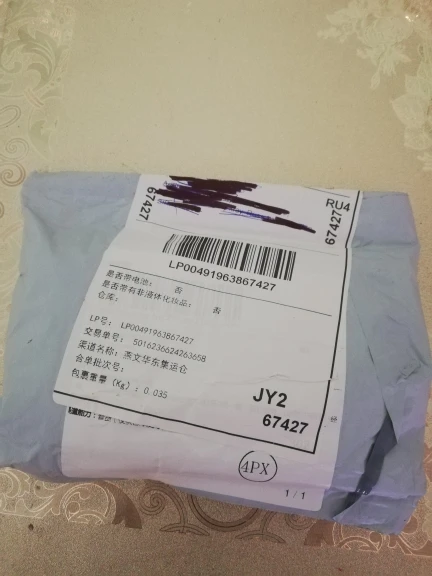 RU4
67427
67427
LP00491963867427
是否带电池: 否
是否带有非液体化妆品: 否
仓库:
LP号: LP00491963867427
交易单号: 5016236624263658
渠道名称: 燕文华东集运仓
合单批次号:
包裹重量 (Kg) : 0.035
JY2
67427
4PX
1/1